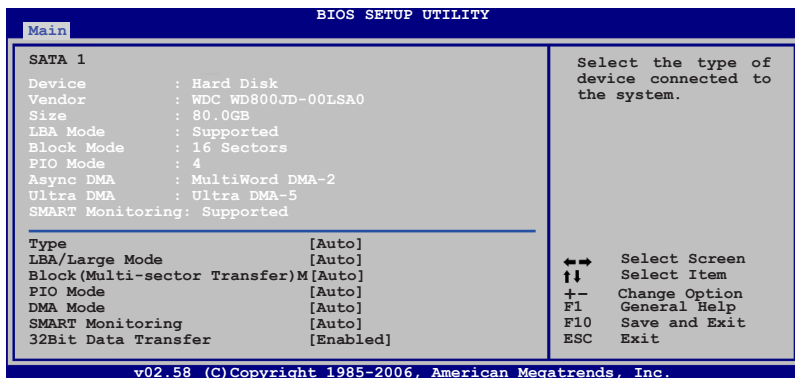 BIOS SETUP UTILITY
Main
SATA 1
Device : Hard Disk
Vendor : WDC WD800JD-00LSA0
Size : 80.0GB
LBA Mode : Supported
Block Mode : 16 Sectors
PIO Mode : 4
Async DMA : MultiWord DMA-2
Ultra DMA : Ultra DMA-5
SMART Monitoring: Supported
Type [Auto]
LBA/Large Mode [Auto]
Block(Multi-sector Transfer)M[Auto]
PIO Mode [Auto]
DMA Mode [Auto]
SMART Monitoring [Auto]
32Bit Data Transfer [Enabled]
Select the type of
device connected to
the system.
←→ Select Screen
↑↓ Select Item
+- Change Option
F1 General Help
F10 Save and Exit
ESC Exit
v02.58 (C)Copyright 1985-2006, American Megatrends, Inc.